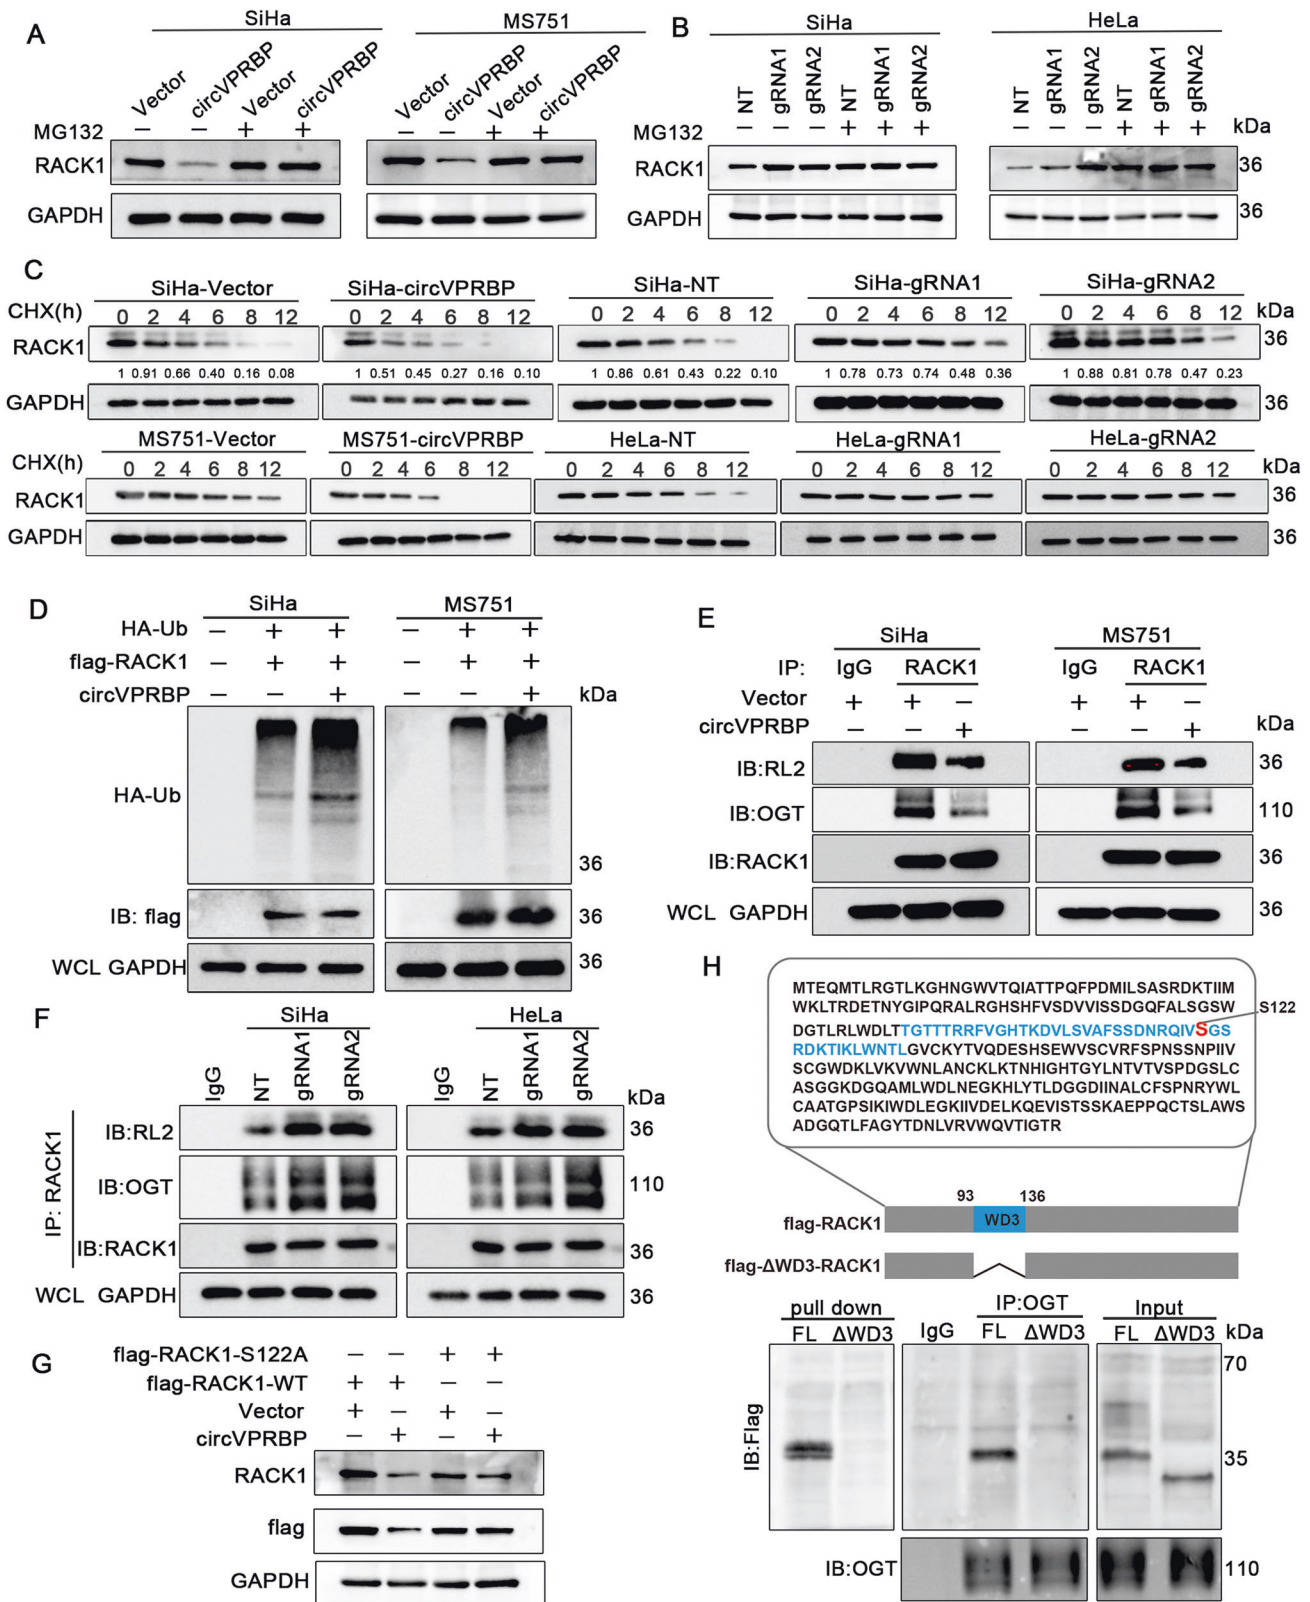 A
SiHa
MS751
Vector
circVPRBP
Vector
circVPRBP
Vector
circVPRBP
Vector
circVPRBP
MG132 − − + + − − + +
RACK1
GAPDH
B
SiHa
HeLa
NT gRNA1 gRNA2 NT gRNA1 gRNA2 NT gRNA1 gRNA2 NT gRNA1 gRNA2
MG132 − − − + + + − − − + + + kDa
RACK1 36
GAPDH 36
C
SiHa-Vector SiHa-circVPRBP SiHa-NT SiHa-gRNA1 SiHa-gRNA2
CHX(h) 0 2 4 6 8 12 0 2 4 6 8 12 0 2 4 6 8 12 0 2 4 6 8 12 0 2 4 6 8 12 kDa
RACK1 36
1 0.91 0.66 0.40 0.16 0.08 1 0.51 0.45 0.27 0.16 0.10 1 0.86 0.61 0.43 0.22 0.10 1 0.78 0.73 0.74 0.48 0.36 1 0.88 0.81 0.78 0.47 0.23
GAPDH 36
MS751-Vector MS751-circVPRBP HeLa-NT HeLa-gRNA1 HeLa-gRNA2
CHX(h) 0 2 4 6 8 12 0 2 4 6 8 12 0 2 4 6 8 12 0 2 4 6 8 12 0 2 4 6 8 12 kDa
RACK1 36
GAPDH 36
D
SiHa MS751
HA-Ub − + + − + +
flag-RACK1 − + + − + +
circVPRBP − − + − − + kDa
HA-Ub
36
IB: flag 36
WCL GAPDH 36
E
SiHa MS751
IP: IgG RACK1 IgG RACK1
Vector + + − + + −
circVPRBP − − + − − + kDa
IB:RL2 36
IB:OGT 110
IB:RACK1 36
WCL GAPDH 36
F
SiHa HeLa
IgG NT gRNA1 gRNA2 IgG NT gRNA1 gRNA2 kDa
IP: RACK1
IB:RL2 36
IB:OGT 110
IB:RACK1 36
WCL GAPDH 36
G
flag-RACK1-S122A − − + +
flag-RACK1-WT + + − −
Vector + − + −
circVPRBP − + − +
RACK1
flag
GAPDH
H
MTEQMTLRGTLKGHNGWVTQIATTPQFPDMILSASRDKTIIM
WKLTRDETNYGIPQRALRGHSHFVSDVVISSDGQFALSGSW
DGTLRLWDLTTGTTTRRFVGHTKDVLSVAFSSDNRQIVSGS
S122
RDKTIKLWNTLGVCKYTVQDESHSEWVSCVRFSPNSSNPIIV
SCGWDKLVKVWNLANCKLKTNHIGHTGYLNTVTVSPDGSLC
ASGGKDGQAMLWDLNEGKHLYTLDGGDIINALCFSPNRYWL
CAATGPSIKIWDLEGKIIVDELKQEVISTSSKAEPPQCTSLAWS
ADGQTLFAGYTDNLVRVWQVTIGTR
93 136
flag-RACK1 WD3
flag-ΔWD3-RACK1
pull down IP:OGT Input
FL ΔWD3 IgG FL ΔWD3 FL ΔWD3 kDa
70
IB:Flag
35
IB:OGT 110